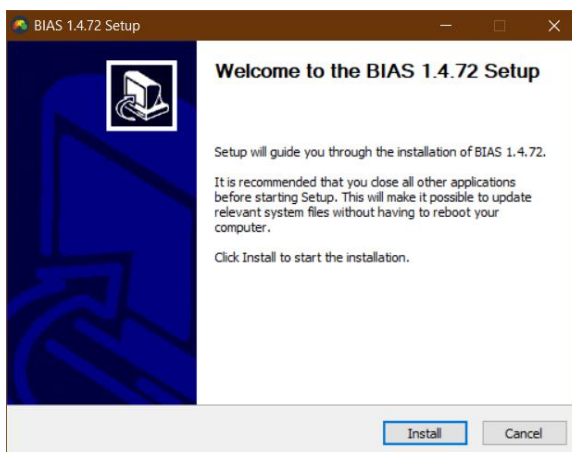 BIAS 1.4.72 Setup
Welcome to the BIAS 1.4.72 Setup
Setup will guide you through the installation of BIAS 1.4.72.
It is recommended that you close all other applications
before starting Setup. This will make it possible to update
relevant system files without having to reboot your
computer.
Click Install to start the installation.
Install Cancel